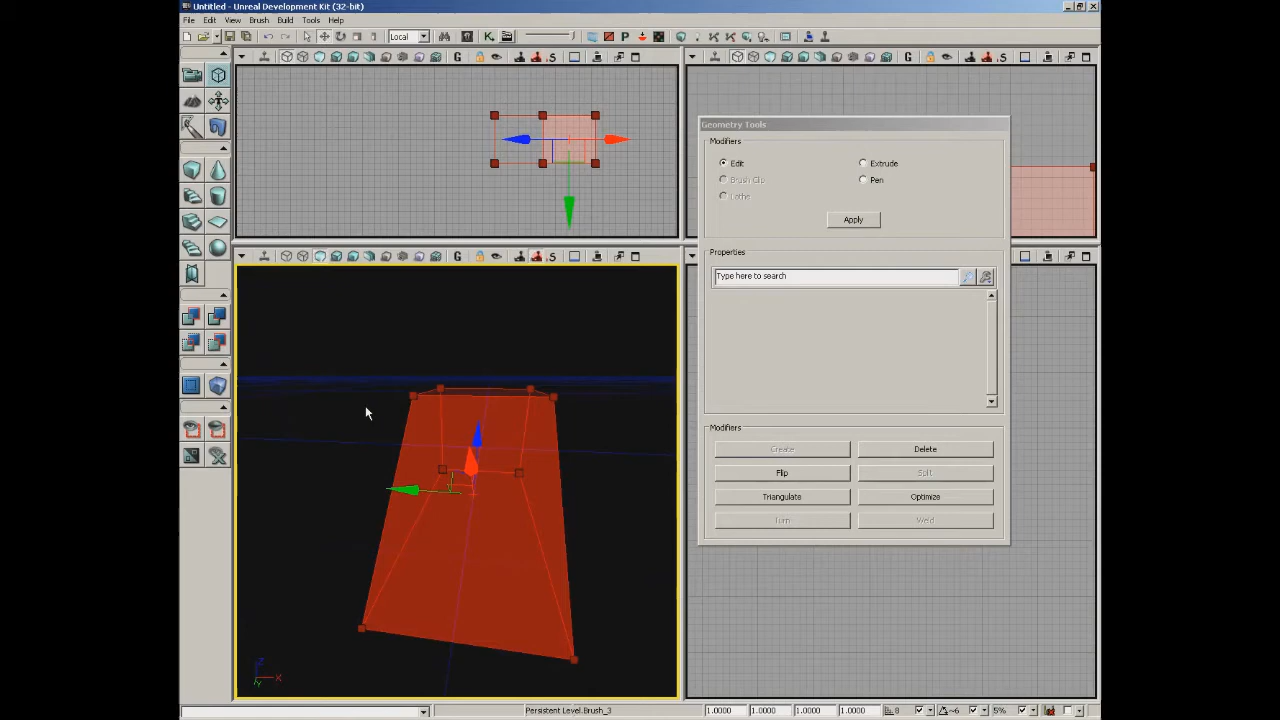 Untitled - Unreal Development Kit (32-bit)
File Edit View Brush Build Tools Help
Local
P
G S
G S
Geometry Tools
Modifiers
Edit Extrude
Brush Clip Pen
Lathe
Apply
Properties
G S
Type here to search
Modifiers
Create Delete
Flip Split
Triangulate Optimize
Turn Weld
Z
X
Y
Persistent Level.Brush_3 1.0000 1.0000 1.0000 1.0000 8 ~6 5%